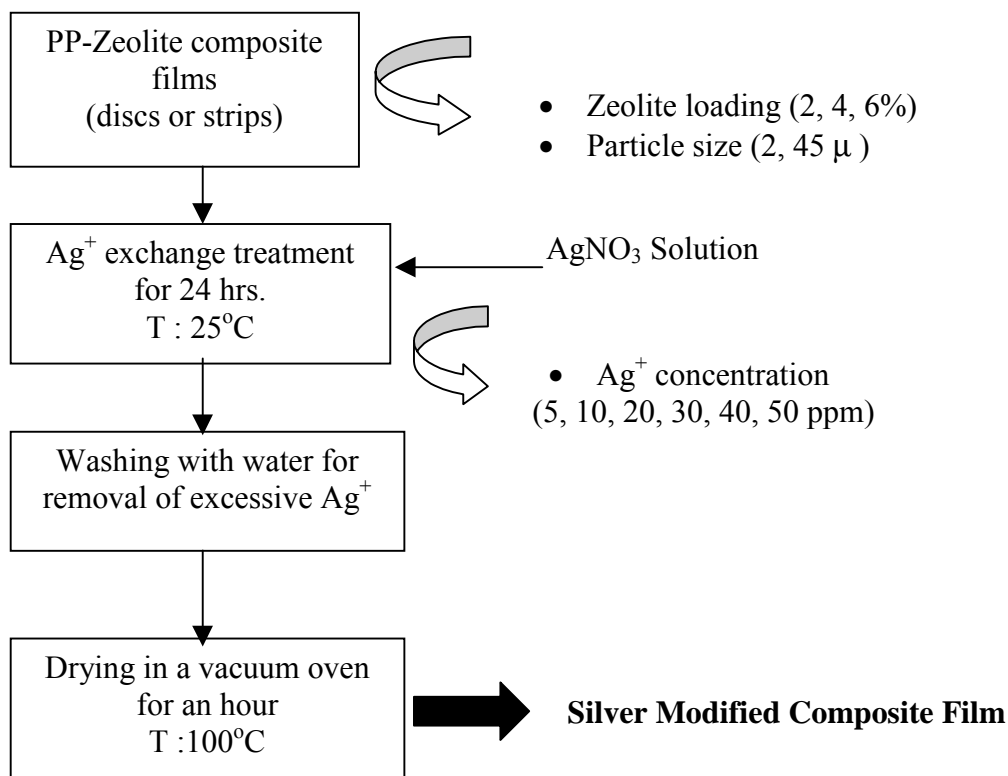 PP-Zeolite composite
films
(discs or strips)
• Zeolite loading (2, 4, 6%)
• Particle size (2, 45 μ )
Ag⁺ exchange treatment
for 24 hrs.
T : 25°C
AgNO₃ Solution
• Ag⁺ concentration
(5, 10, 20, 30, 40, 50 ppm)
Washing with water for
removal of excessive Ag⁺
Drying in a vacuum oven
for an hour
T :100°C
Silver Modified Composite Film